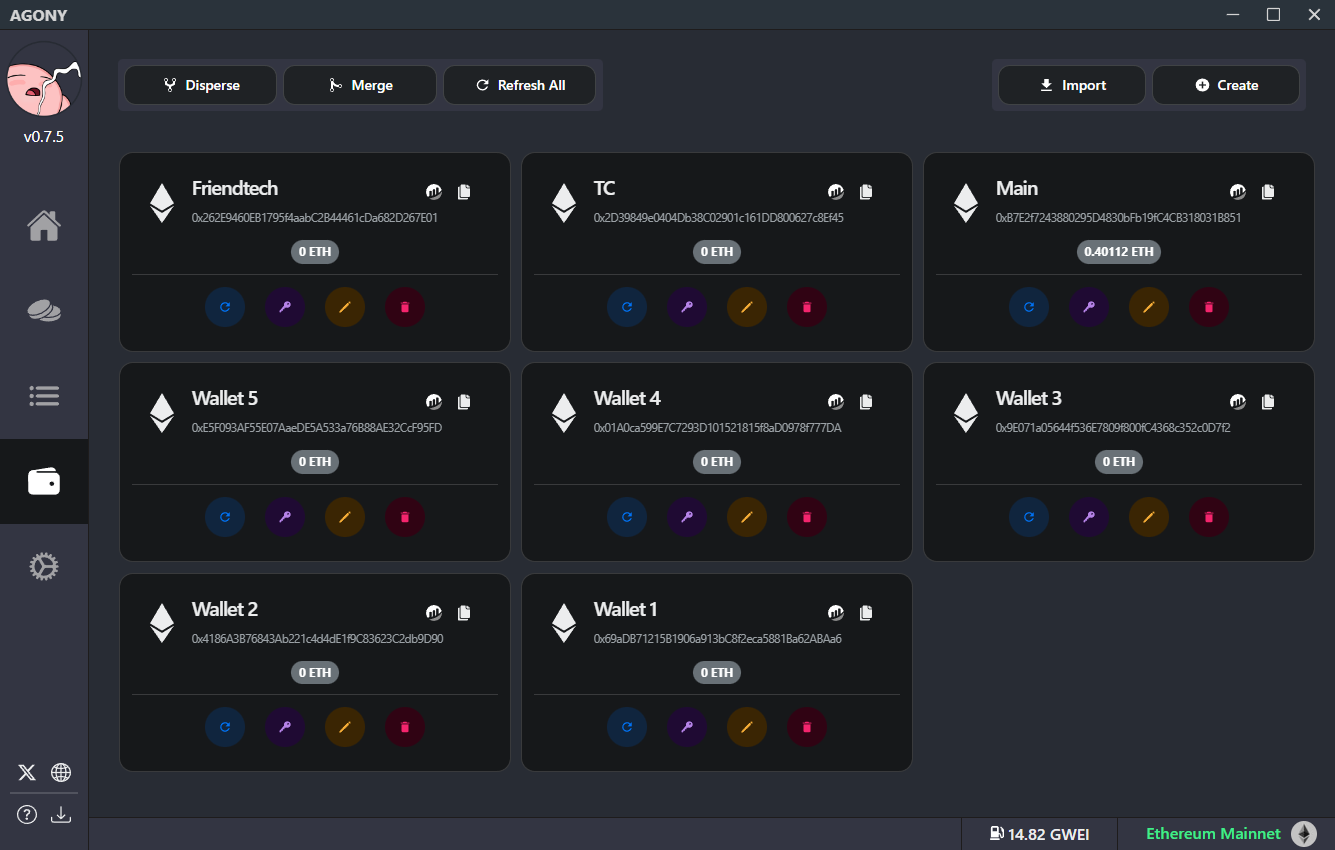 AGONY
v0.7.5
Disperse
Merge
Refresh All
Import
Create
Friendtech
0x262E9460EB1795f4aabC2B44461cDa682D267E01
0 ETH
TC
0x2D39849e0404Db38C02901c161DD800627c8Ef45
0 ETH
Main
0xB7E2f7243880295D4830bFb19fC4CB318031B851
0.40112 ETH
Wallet 5
0xE5F093AF55E07AaeDE5A533a76B88AE32CcF95FD
0 ETH
Wallet 4
0x01A0ca599E7C7293D101521815f8aD0978f777DA
0 ETH
Wallet 3
0x9E071a05644f536E7809f800fC4368c352c0D7f2
0 ETH
Wallet 2
0x4186A3B76843Ab221c4d4dE1f9C83623C2db9D90
0 ETH
Wallet 1
0x69aDB71215B1906a913bC8f2eca5881Ba62ABAa6
0 ETH
14.82 GWEI
Ethereum Mainnet